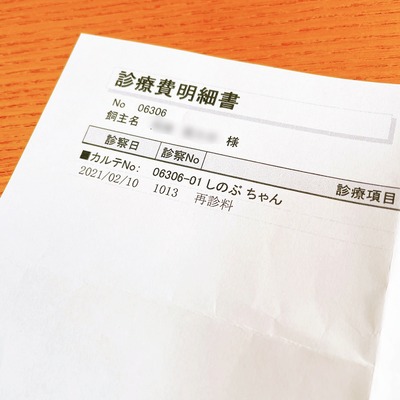 診療費明細書
No 06306
飼主名 様
診察日 診察No 診療項目
■カルテNo: 06306-01 しのぶ ちゃん
2021/02/10 1013 再診料